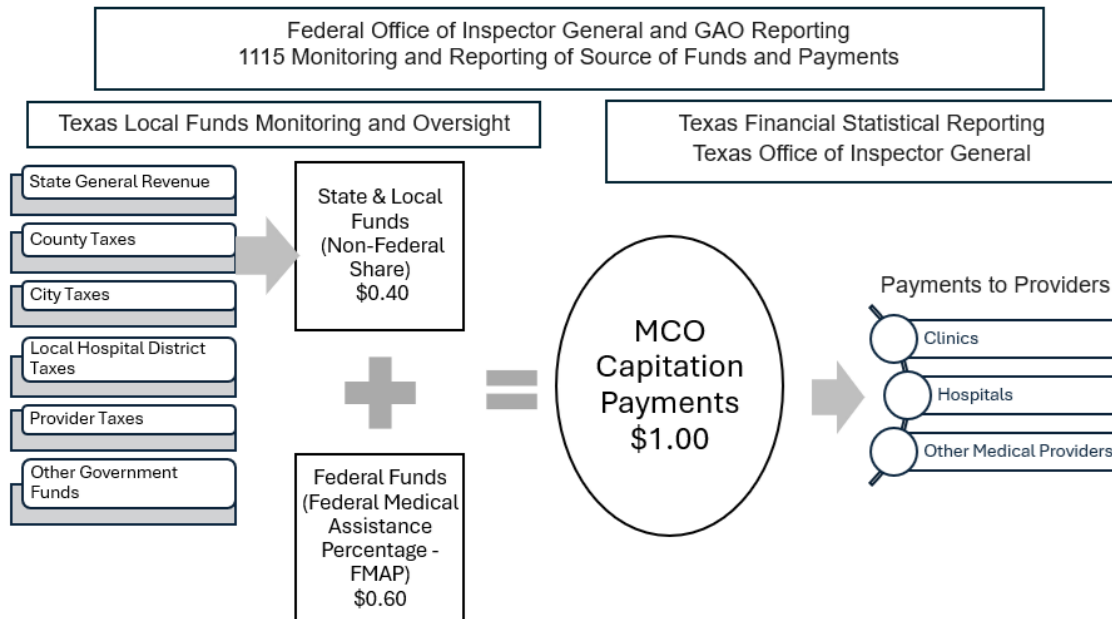 Federal Office of Inspector General and GAO Reporting
1115 Monitoring and Reporting of Source of Funds and Payments
Texas Local Funds Monitoring and Oversight
Texas Financial Statistical Reporting
Texas Office of Inspector General
State General Revenue
County Taxes
City Taxes
Local Hospital District
Taxes
Provider Taxes
Other Government
Funds
State & Local
Funds
(Non-Federal
Share)
$0.40
Federal Funds
(Federal Medical
Assistance
Percentage -
FMAP)
$0.60
MCO
Capitation
Payments
$1.00
Payments to Providers
Clinics
Hospitals
Other Medical Providers